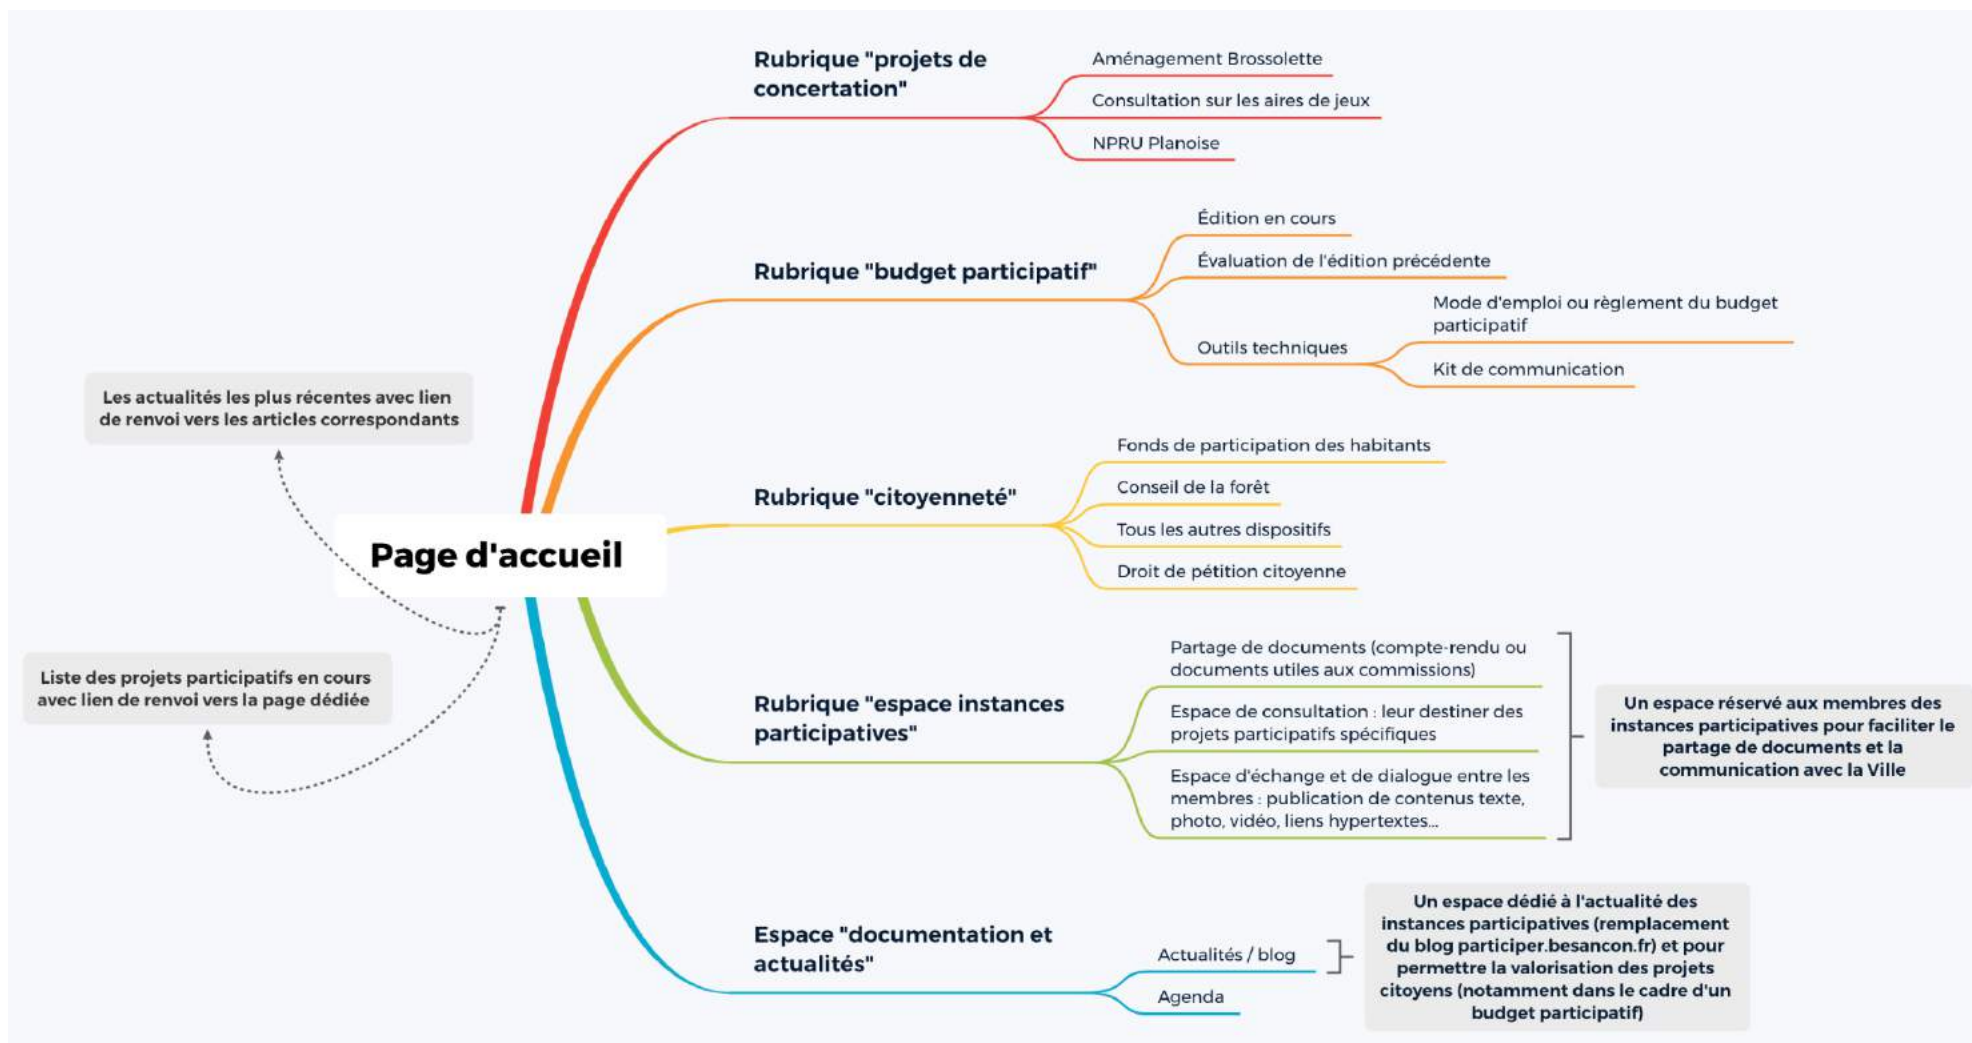 Rubrique "projets de
concertation"
Aménagement Brossolette
Consultation sur les aires de jeux
NPRU Planoise
Rubrique "budget participatif"
Édition en cours
Évaluation de l'édition précédente
Outils techniques
Mode d'emploi ou règlement du budget
participatif
Kit de communication
Les actualités les plus récentes avec lien
de renvoi vers les articles correspondants
Rubrique "citoyenneté"
Fonds de participation des habitants
Conseil de la forêt
Tous les autres dispositifs
Droit de pétition citoyenne
Page d'accueil
Liste des projets participatifs en cours
avec lien de renvoi vers la page dédiée
Rubrique "espace instances
participatives"
Partage de documents (compte-rendu ou
documents utiles aux commissions)
Espace de consultation : leur destiner des
projets participatifs spécifiques
Espace d'échange et de dialogue entre les
membres : publication de contenus texte,
photo, vidéo, liens hypertextes...
Un espace réservé aux membres des
instances participatives pour faciliter le
partage de documents et la
communication avec la Ville
Espace "documentation et
actualités"
Actualités / blog
Agenda
Un espace dédié à l'actualité des
instances participatives (remplacement
du blog participer.besancon.fr) et pour
permettre la valorisation des projets
citoyens (notamment dans le cadre d'un
budget participatif)